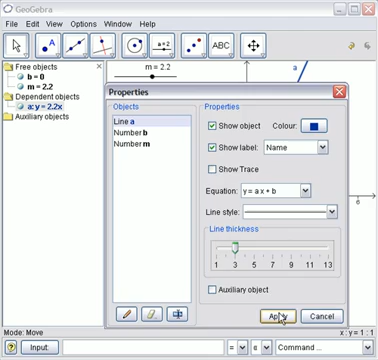 GeoGebra
File Edit View Options Window Help
A
a=2
ABC
Free objects
b = 0
m = 2.2
Dependent objects
a: y = 2.2x
Auxiliary objects
m = 2.2
a
Properties
Objects
Line a
Number b
Number m
Properties
Show object Colour:
Show label: Name
Show Trace
Equation: y = a x + b
Line style:
Line thickness
1 3 5 7 9 11 13
Auxiliary object
Apply Cancel
6
Mode: Move x : y = 1 : 1
Input: = Command ...